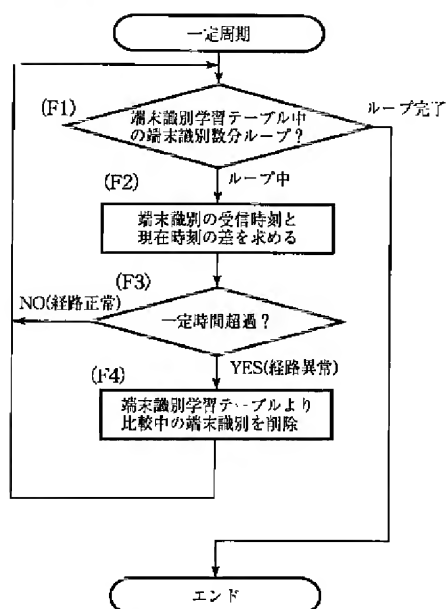 一定周期
(F1)
端末識別学習テーブル中
の端末識別数分ループ？
ループ完了
ループ中
(F2)
端末識別の受信時刻と
現在時刻の差を求める
(F3)
NO(経路正常)
一定時間超過？
YES(経路異常)
(F4)
端末識別学習テーブルより
比較中の端末識別を削除
エンド